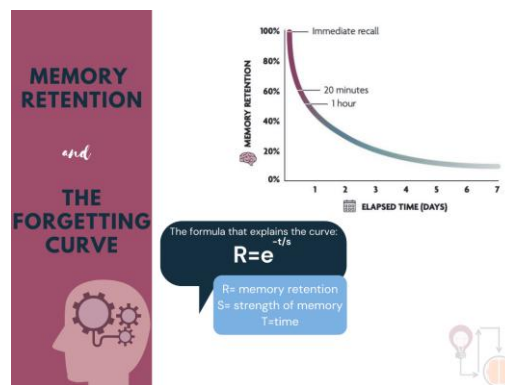 MEMORY
RETENTION
and
THE
FORGETTING
CURVE
MEMORY RETENTION
100%
80%
60%
40%
20%
0%
Immediate recall
20 minutes
1 hour
1 2 3 4 5 6 7
ELAPSED TIME (DAYS)
The formula that explains the curve:
R=e^-t/s
R= memory retention
S= strength of memory
T=time